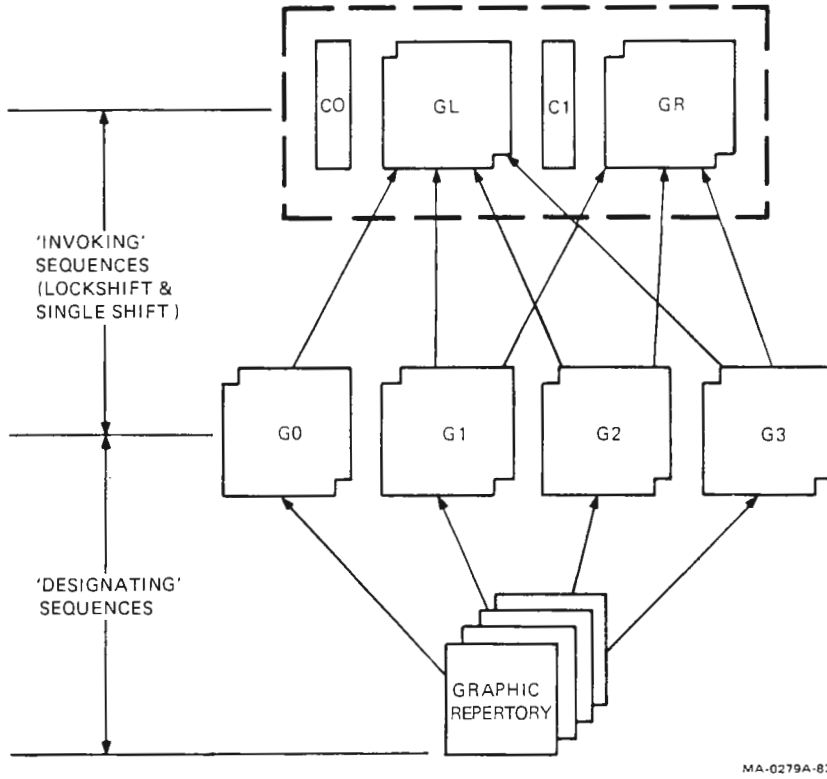 C0
GL
C1
GR
'INVOKING'
SEQUENCES
(LOCKSHIFT &
SINGLE SHIFT)
G0
G1
G2
G3
'DESIGNATING'
SEQUENCES
GRAPHIC
REPERTORY